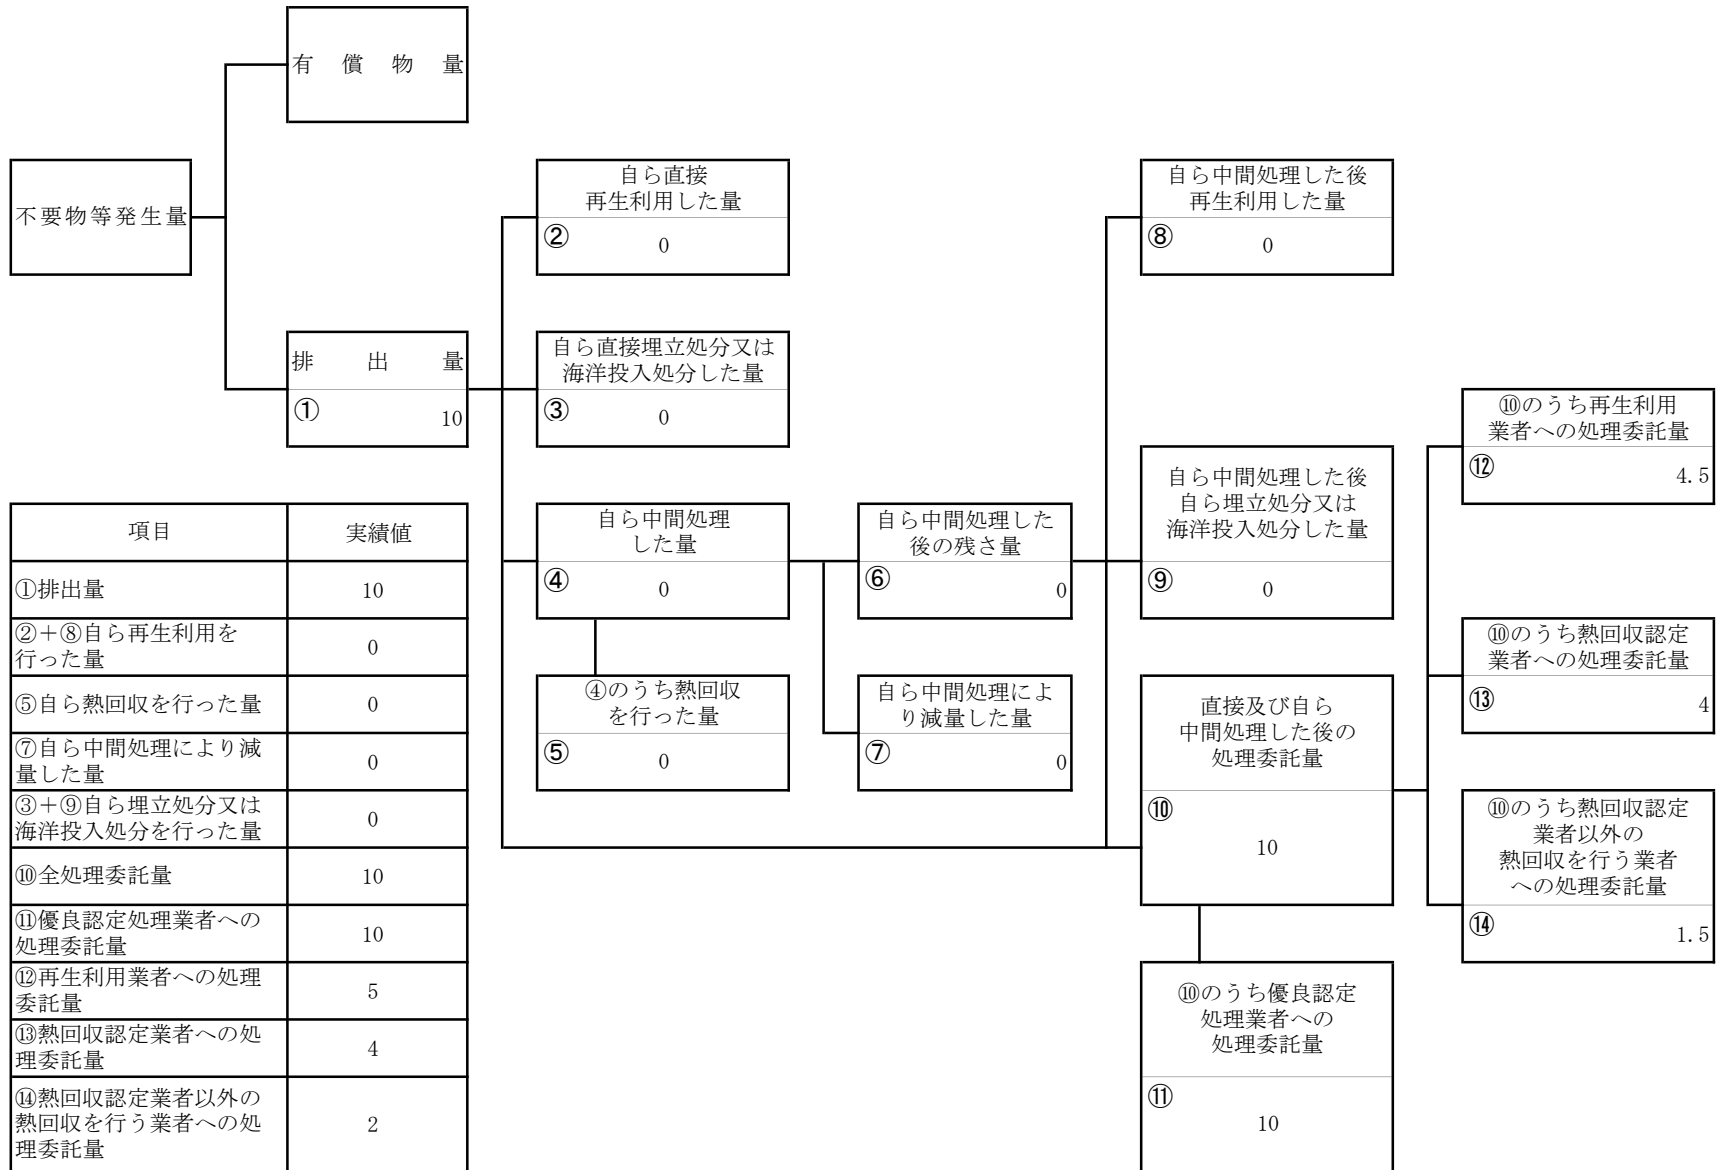 有償物量
不要物等発生量
排出量
①
10
自ら直接
再生利用した量
②
0
自ら直接埋立処分又は
海洋投入処分した量
③
0
自ら中間処理
した量
④
0
④のうち熱回収
を行った量
⑤
0
自ら中間処理した
後の残さ量
⑥
0
自ら中間処理によ
り減量した量
⑦
0
自ら中間処理した後
再生利用した量
⑧
0
自ら中間処理した後
自ら埋立処分又は
海洋投入処分した量
⑨
0
直接及び自ら
中間処理した後の
処理委託量
⑩
10
⑩のうち優良認定
処理業者への
処理委託量
⑪
10
⑩のうち再生利用
業者への処理委託量
⑫
4.5
⑩のうち熱回収認定
業者への処理委託量
⑬
4
⑩のうち熱回収認定
業者以外の
熱回収を行う業者
への処理委託量
⑭
1.5
項目 実績値
①排出量 10
②＋⑧自ら再生利用を
行った量 0
⑤自ら熱回収を行った量 0
⑦自ら中間処理により減
量した量 0
③＋⑨自ら埋立処分又は
海洋投入処分を行った量 0
⑩全処理委託量 10
⑪優良認定処理業者への
処理委託量 10
⑫再生利用業者への処理
委託量 5
⑬熱回収認定業者への処
理委託量 4
⑭熱回収認定業者以外の
熱回収を行う業者への処 2
理委託量